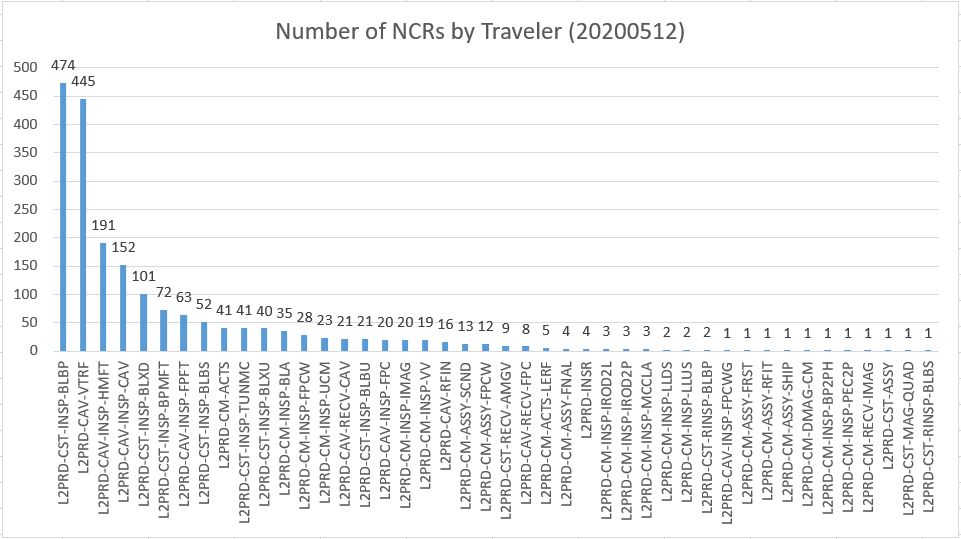 Number of NCRs by Traveler (20200512)
500
450
400
350
300
250
200
150
100
50
0
474
445
191
152
101
72
63
52
41
41
40
35
28
23
21
21
20
20
19
16
13
12
9
8
5
4
4
3
3
3
2
2
2
1
1
1
1
1
1
1
1
1
1
1
L2PRD-CST-INSP-BLBP
L2PRD-CAV-VTRF
L2PRD-CAV-INSP-HMFT
L2PRD-CAV-INSP-CAV
L2PRD-CST-INSP-BLXD
L2PRD-CST-INSP-BPMFT
L2PRD-CAV-INSP-FPFT
L2PRD-CST-INSP-BLBS
L2PRD-CM-ACTS
L2PRD-CST-INSP-TUNMC
L2PRD-CST-INSP-BLXU
L2PRD-CM-INSP-BLA
L2PRD-CM-INSP-FPCW
L2PRD-CM-INSP-UCM
L2PRD-CAV-RECV-CAV
L2PRD-CST-INSP-BLBU
L2PRD-CAV-INSP-FPC
L2PRD-CM-INSP-IMAG
L2PRD-CM-INSP-VV
L2PRD-CAV-RFIN
L2PRD-CM-ASSY-SCND
L2PRD-CM-ASSY-FPCW
L2PRD-CST-RECV-AMGV
L2PRD-CAV-RECV-FPC
L2PRD-CM-ACTS-LERF
L2PRD-CM-ASSY-FNAL
L2PRD-INSR
L2PRD-CM-INSP-IROD2L
L2PRD-CM-INSP-IROD2P
L2PRD-CM-INSP-MCCLA
L2PRD-CM-INSP-LLDS
L2PRD-CM-INSP-LLUS
L2PRD-CST-RINSP-BLBP
L2PRD-CAV-INSP-FPCWG
L2PRD-CM-ASSY-FRST
L2PRD-CM-ASSY-RFIT
L2PRD-CM-ASSY-SHIP
L2PRD-CM-DMAG-CM
L2PRD-CM-INSP-BP2PH
L2PRD-CM-INSP-PEC2P
L2PRD-CM-RECV-IMAG
L2PRD-CST-ASSY
L2PRD-CST-MAG-QUAD
L2PRD-CST-RINSP-BLBS